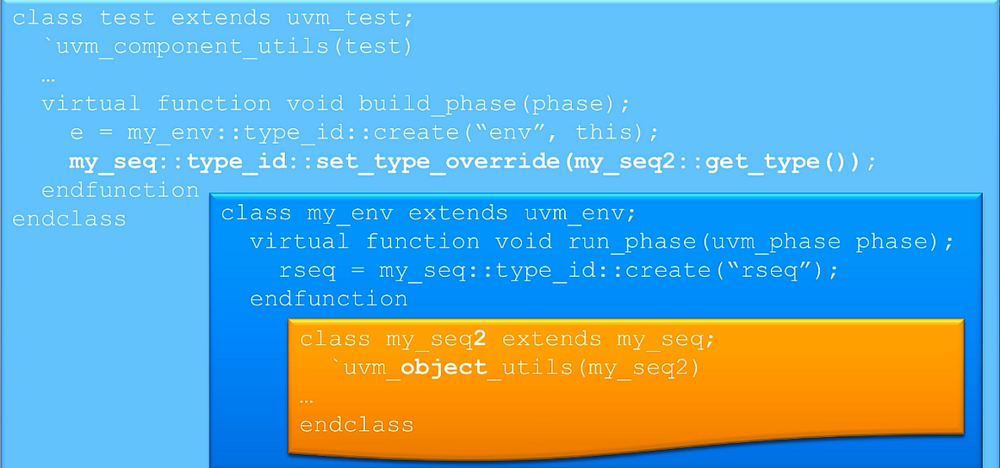 class test extends uvm_test;
`uvm_component_utils(test)
…
virtual function void build_phase(phase);
e = my_env::type_id::create(“env”, this);
my_seq::type_id::set_type_override(my_seq2::get_type());
endfunction
endclass
class my_env extends uvm_env;
virtual function void run_phase(uvm_phase phase);
rseq = my_seq::type_id::create(“rseq”);
endfunction
class my_seq2 extends my_seq;
`uvm_object_utils(my_seq2)
…
endclass